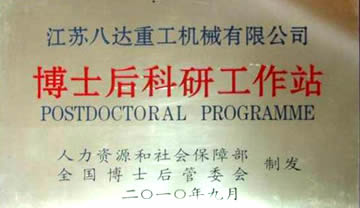 江苏八达重工机械有限公司
博士后科研工作站
POSTDOCTORAL PROGRAMME
人力资源和社会保障部
全国博士后管委会
制发
二〇一〇年九月